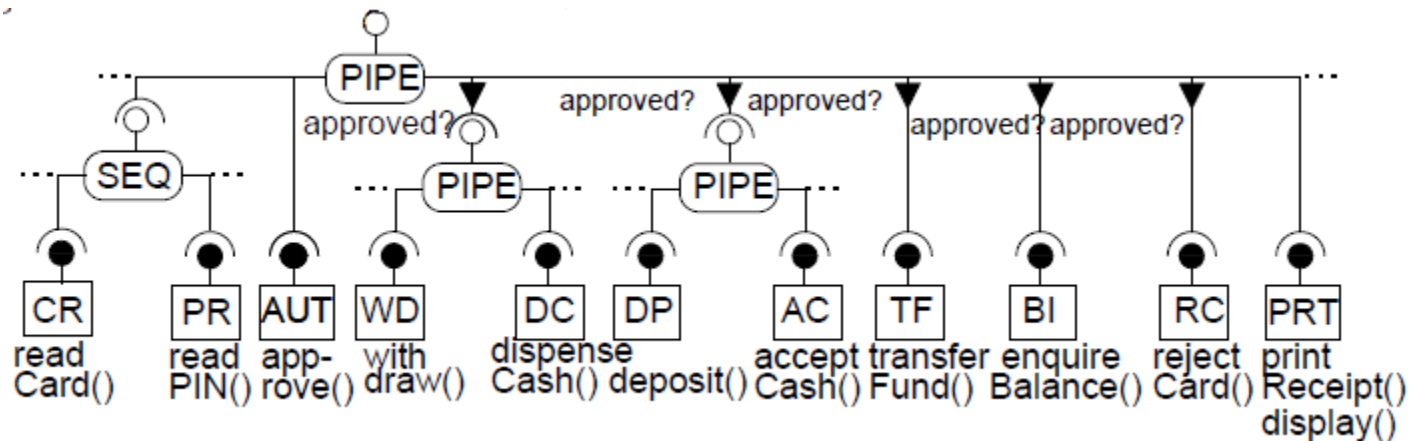 PIPE
approved? approved?
approved? approved? approved?
SEQ PIPE PIPE
CR PR AUT WD DC DP AC TF BI RC PRT
read read app- with dispense accept transfer enquire reject print
Card() PIN() rove() draw() Cash() deposit() Cash() Fund() Balance() Card() Receipt()
display()